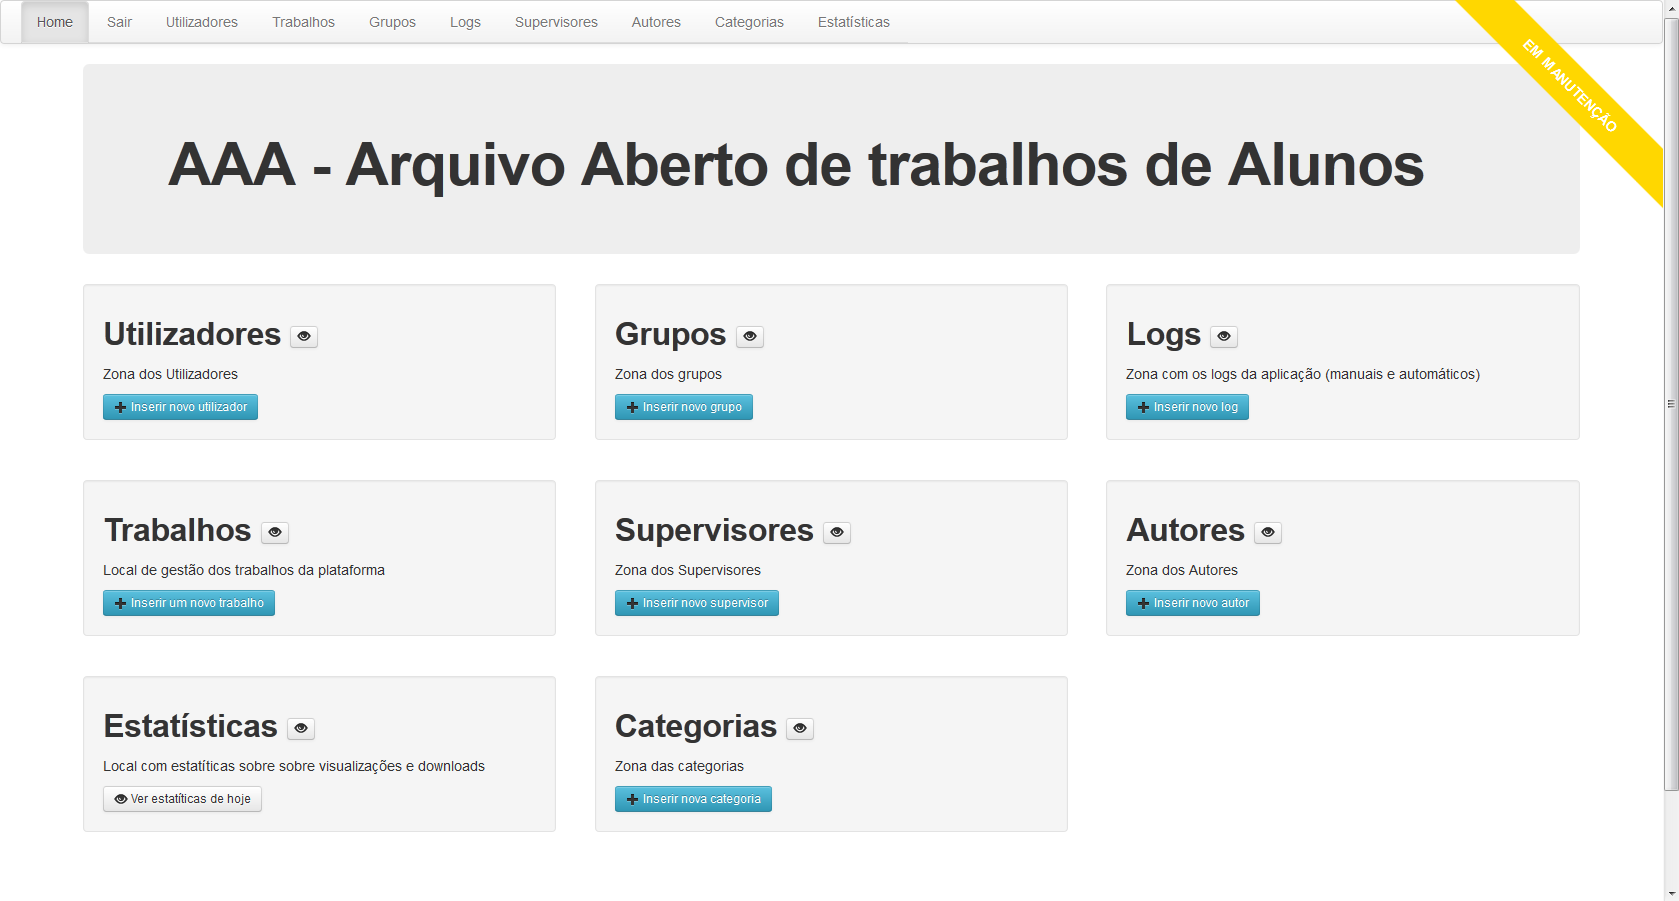 Home Sair Utilizadores Trabalhos Grupos Logs Supervisores Autores Categorias Estatísticas
EM MANUTENÇÃO
AAA - Arquivo Aberto de trabalhos de Alunos
Utilizadores
Zona dos Utilizadores
Inserir novo utilizador
Grupos
Zona dos grupos
Inserir novo grupo
Logs
Zona com os logs da aplicação (manuais e automáticos)
Inserir novo log
Trabalhos
Local de gestão dos trabalhos da plataforma
Inserir um novo trabalho
Supervisores
Zona dos Supervisores
Inserir novo supervisor
Autores
Zona dos Autores
Inserir novo autor
Estatísticas
Local com estatíticas sobre sobre visualizações e downloads
Ver estatíticas de hoje
Categorias
Zona das categorias
Inserir nova categoria